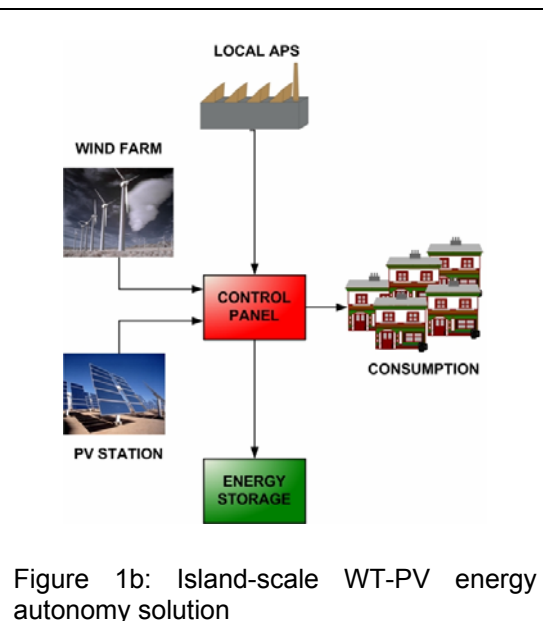 LOCAL APS
WIND FARM
CONTROL
PANEL
CONSUMPTION
PV STATION
ENERGY
STORAGE
Figure 1b: Island-scale WT-PV energy
autonomy solution